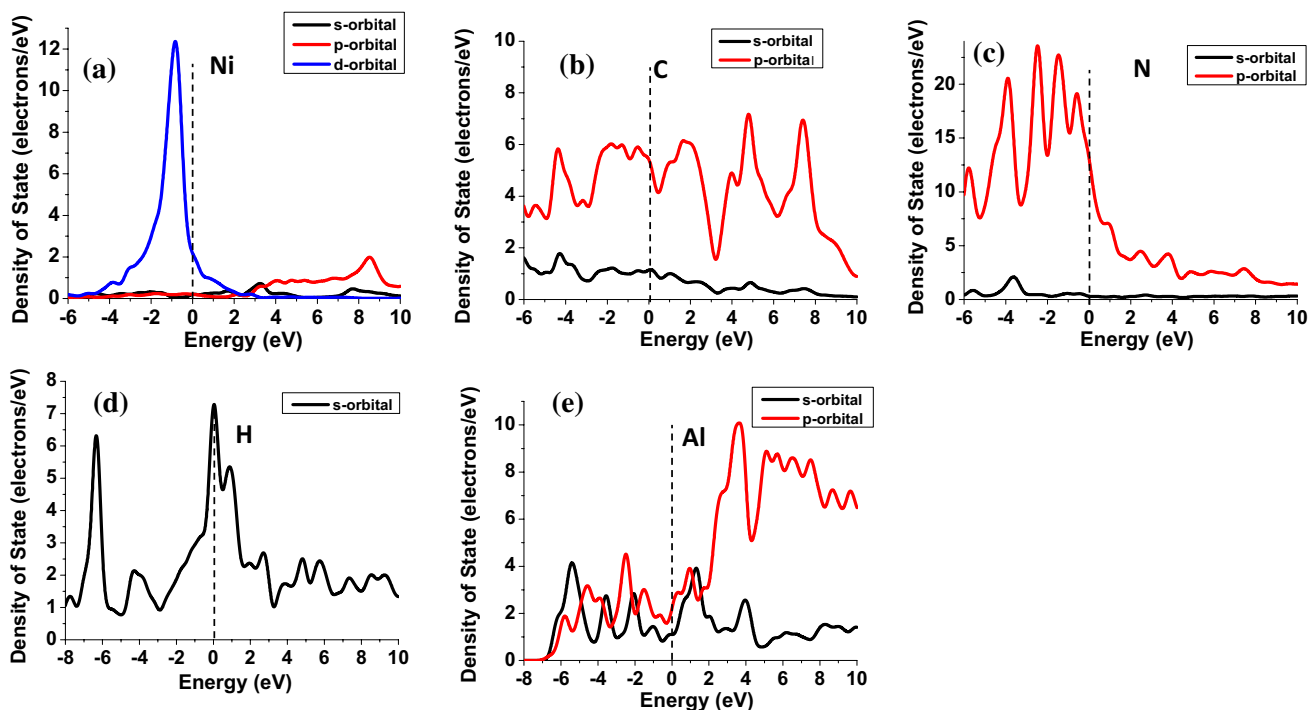 (a)
Ni
s-orbital
p-orbital
d-orbital
Density of State (electrons/eV)
12
10
8
6
4
2
0
-6 -4 -2 0 2 4 6 8 10
Energy (eV)
(b)
C
s-orbital
p-orbital
Density of State (electrons/eV)
10
8
6
4
2
0
-6 -4 -2 0 2 4 6 8 10
Energy (eV)
(c)
N
s-orbital
p-orbital
Density of State (electrons/eV)
20
15
10
5
0
-6 -4 -2 0 2 4 6 8 10
Energy (eV)
(d)
H
s-orbital
Density of State (electrons/eV)
8
7
6
5
4
3
2
1
0
-8 -6 -4 -2 0 2 4 6 8 10
Energy (eV)
(e)
Al
s-orbital
p-orbital
Density of State (electrons/eV)
10
8
6
4
2
0
-8 -6 -4 -2 0 2 4 6 8 10
Energy (eV)